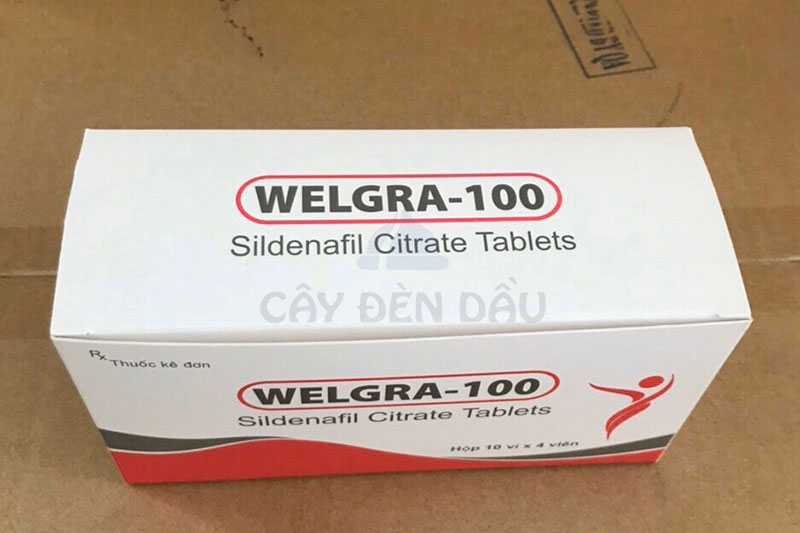 WELGRA-100
Sildenafil Citrate Tablets
CÂY ĐÈN DẦU
Rx Thuốc kê đơn
WELGRA-100
Sildenafil Citrate Tablets
Hộp 10 vỉ x 4 viên